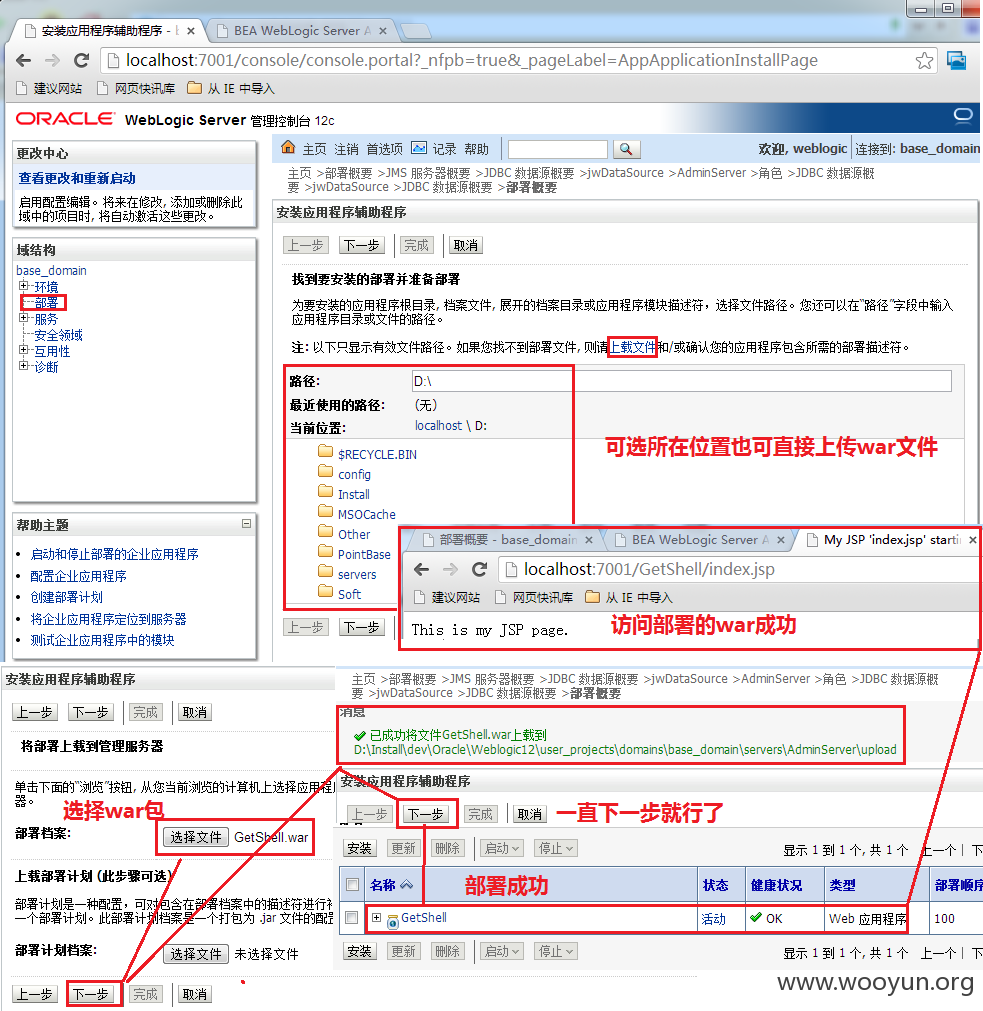 安装应用程序辅助程序 -
BEA WebLogic Server A
localhost:7001/console/console.portal?_nfpb=true&_pageLabel=AppApplicationInstallPage
建议网站 网页快讯库 从 IE 中导入
ORACLE WebLogic Server 管理控制台 12c
更改中心
查看更改和重新启动
启用配置编辑。将来在修改, 添加或删除此
域中的项目时, 将自动激活这些更改。
域结构
base_domain
环境
部署
服务
安全领域
互用性
诊断
帮助主题
启动和停止部署的企业应用程序
配置企业应用程序
创建部署计划
将企业应用程序定位到服务器
测试企业应用程序中的模块
主页 注销 首选项 记录 帮助
欢迎, weblogic 连接到: base_domain
主页 >部署概要 >JMS 服务器概要 >JDBC 数据源概要 >jwDataSource >AdminServer >角色 >JDBC 数据源概
要 >jwDataSource >JDBC 数据源概要 >部署概要
安装应用程序辅助程序
上一步 下一步 完成 取消
找到要安装的部署并准备部署
为要安装的应用程序根目录, 档案文件, 展开的档案目录或应用程序模块描述符，选择文件路径。您还可以在“路径”字段中输入
应用程序目录或文件的路径。
注: 以下只显示有效文件路径。如果您找不到部署文件, 则请上载文件和/或确认您的应用程序包含所需的部署描述符。
路径: D:\
最近使用的路径: (无)
当前位置: localhost \ D:
$RECYCLE.BIN
config
Install
MSOCache
Other
PointBase
servers
Soft
可选所在位置也可直接上传war文件
上一步 下一步
部署概要 - base_domain
BEA WebLogic Server A
My JSP 'index.jsp' starti
localhost:7001/GetShell/index.jsp
建议网站 网页快讯库 从 IE 中导入
This is my JSP page.
访问部署的war成功
安装应用程序辅助程序
上一步 下一步 完成 取消
将部署上载到管理服务器
单击下面的“浏览”按钮, 从您当前浏览的计算机上选择应用程
器。
选择war包
部署档案: 选择文件 GetShell.war
上载部署计划 (此步骤可选)
部署计划是一种配置，可对包含在部署档案中的描述符进行补
一个部署计划。此部署计划档案是一个打包为 .jar 文件的配置
部署计划档案: 选择文件 未选择文件
上一步 下一步 完成 取消
主页 >部署概要 >JMS 服务器概要 >JDBC 数据源概要 >jwDataSource >AdminServer >角色 >JDBC 数据源概
要 >jwDataSource >JDBC 数据源概要 >部署概要
消息
已成功将文件GetShell.war上载到
D:\Install\dev\Oracle\Weblogic12\user_projects\domains\base_domain\servers\AdminServer\upload
安装应用程序辅助程序
上一步 下一步 完成 取消
一直下一步就行了
安装 更新 删除 启动 停止
显示 1 到 1 个, 共 1 个 上一个 | 下
名称 状态 健康状况 类型 部署顺序
部署成功
GetShell 活动 OK Web 应用程序 100
安装 更新 删除 启动 停止
显示 1 到 1 个, 共 1 个 上一个 | 下
www.wooyun.org